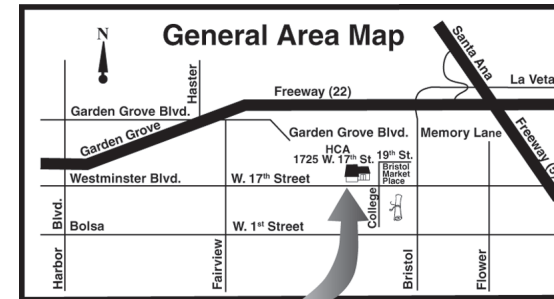 General Area Map
N
Santa Ana
Haster
La Veta
Freeway (22)
Garden Grove Blvd.
Garden Grove
Garden Grove Blvd.
Memory Lane
Freeway (5
HCA
1725 W. 17th St.
19th St.
Bristol
Market
Place
Westminster Blvd.
W. 17th Street
College
Blvd.
Bolsa
W. 1st Street
Harbor
Fairview
Bristol
Flower